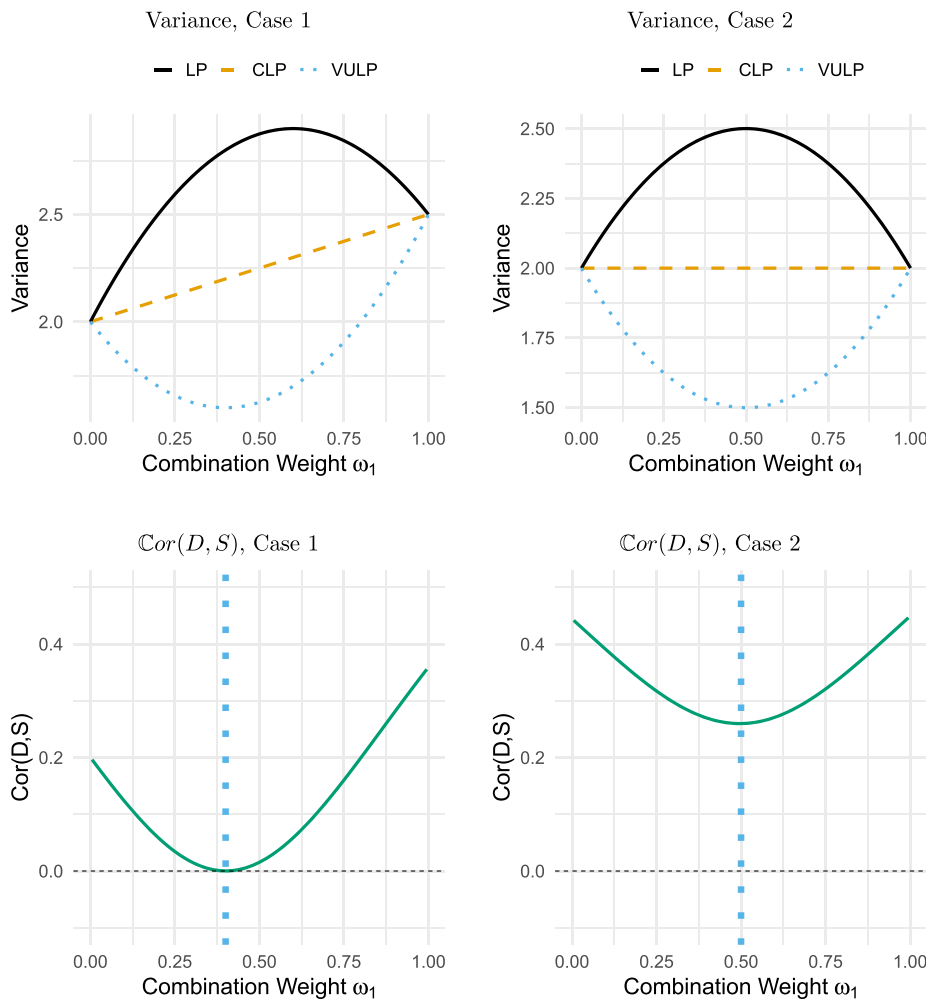 Variance, Case 1
LP CLP VULP
Variance
2.5
2.0
0.00 0.25 0.50 0.75 1.00
Combination Weight ω₁
Variance, Case 2
LP CLP VULP
Variance
2.50
2.25
2.00
1.75
1.50
0.00 0.25 0.50 0.75 1.00
Combination Weight ω₁
ℂor(D, S), Case 1
Cor(D,S)
0.4
0.2
0.0
0.00 0.25 0.50 0.75 1.00
Combination Weight ω₁
ℂor(D, S), Case 2
Cor(D,S)
0.4
0.2
0.0
0.00 0.25 0.50 0.75 1.00
Combination Weight ω₁